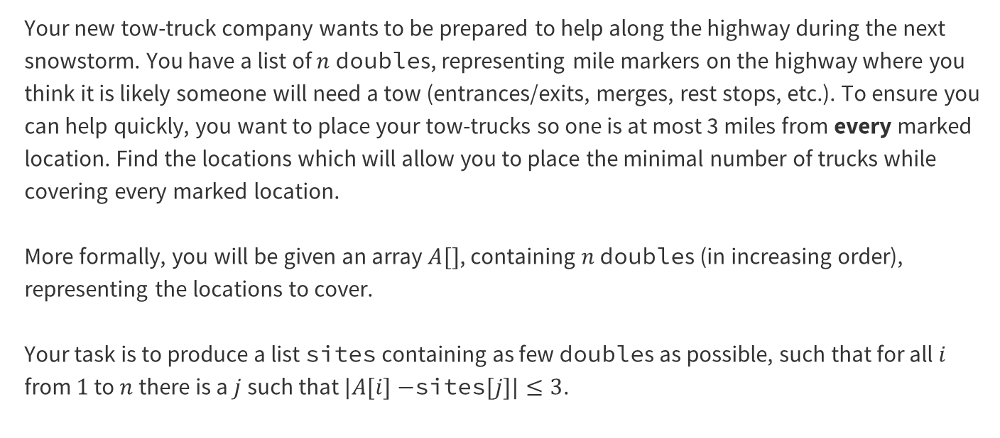 Your new tow-truck company wants to be prepared to help along the highway during the next
snowstorm. You have a list of n doubles, representing mile markers on the highway where you
think it is likely someone will need a tow (entrances/exits, merges, rest stops, etc.). To ensure you
can help quickly, you want to place your tow-trucks so one is at most 3 miles from every marked
location. Find the locations which will allow you to place the minimal number of trucks while
covering every marked location.
More formally, you will be given an array A[], containing n doubles (in increasing order),
representing the locations to cover.
Your task is to produce a list sites containing as few doubles as possible, such that for all i
from 1 to n there is a j such that |A[i] −sites[j]| ≤ 3.